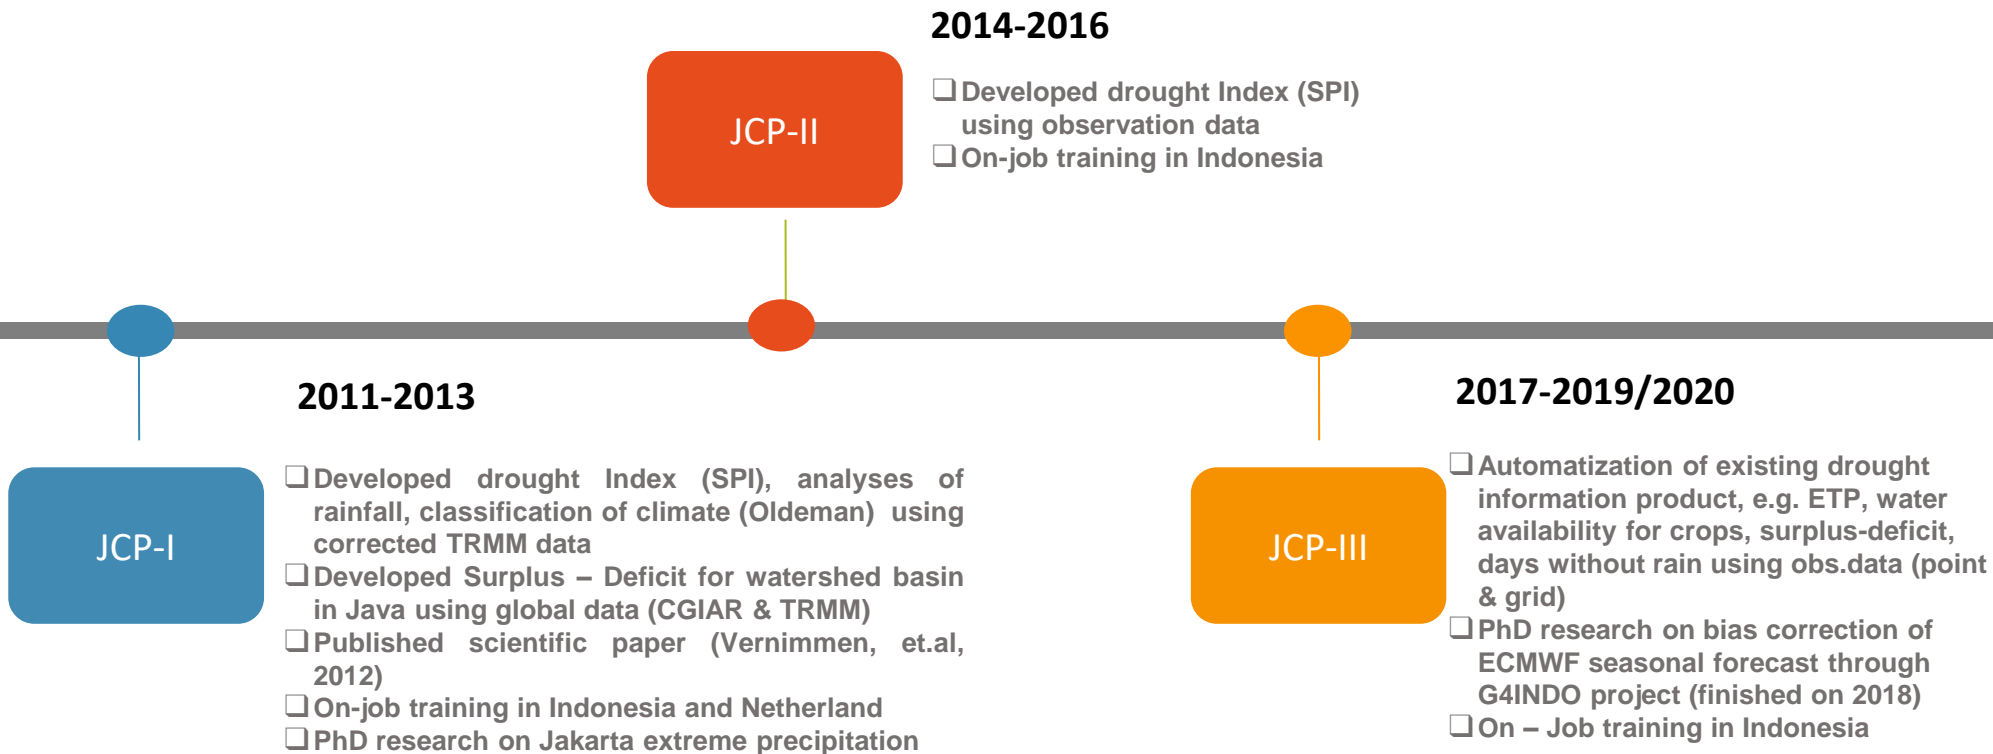 2014-2016
JCP-II
❑Developed drought Index (SPI)
using observation data
❑On-job training in Indonesia
2011-2013
JCP-I
❑Developed drought Index (SPI), analyses of
rainfall, classification of climate (Oldeman) using
corrected TRMM data
❑Developed Surplus – Deficit for watershed basin
in Java using global data (CGIAR & TRMM)
❑Published scientific paper (Vernimmen, et.al,
2012)
❑On-job training in Indonesia and Netherland
❑PhD research on Jakarta extreme precipitation
2017-2019/2020
JCP-III
❑Automatization of existing drought
information product, e.g. ETP, water
availability for crops, surplus-deficit,
days without rain using obs.data (point
& grid)
❑PhD research on bias correction of
ECMWF seasonal forecast through
G4INDO project (finished on 2018)
❑On – Job training in Indonesia